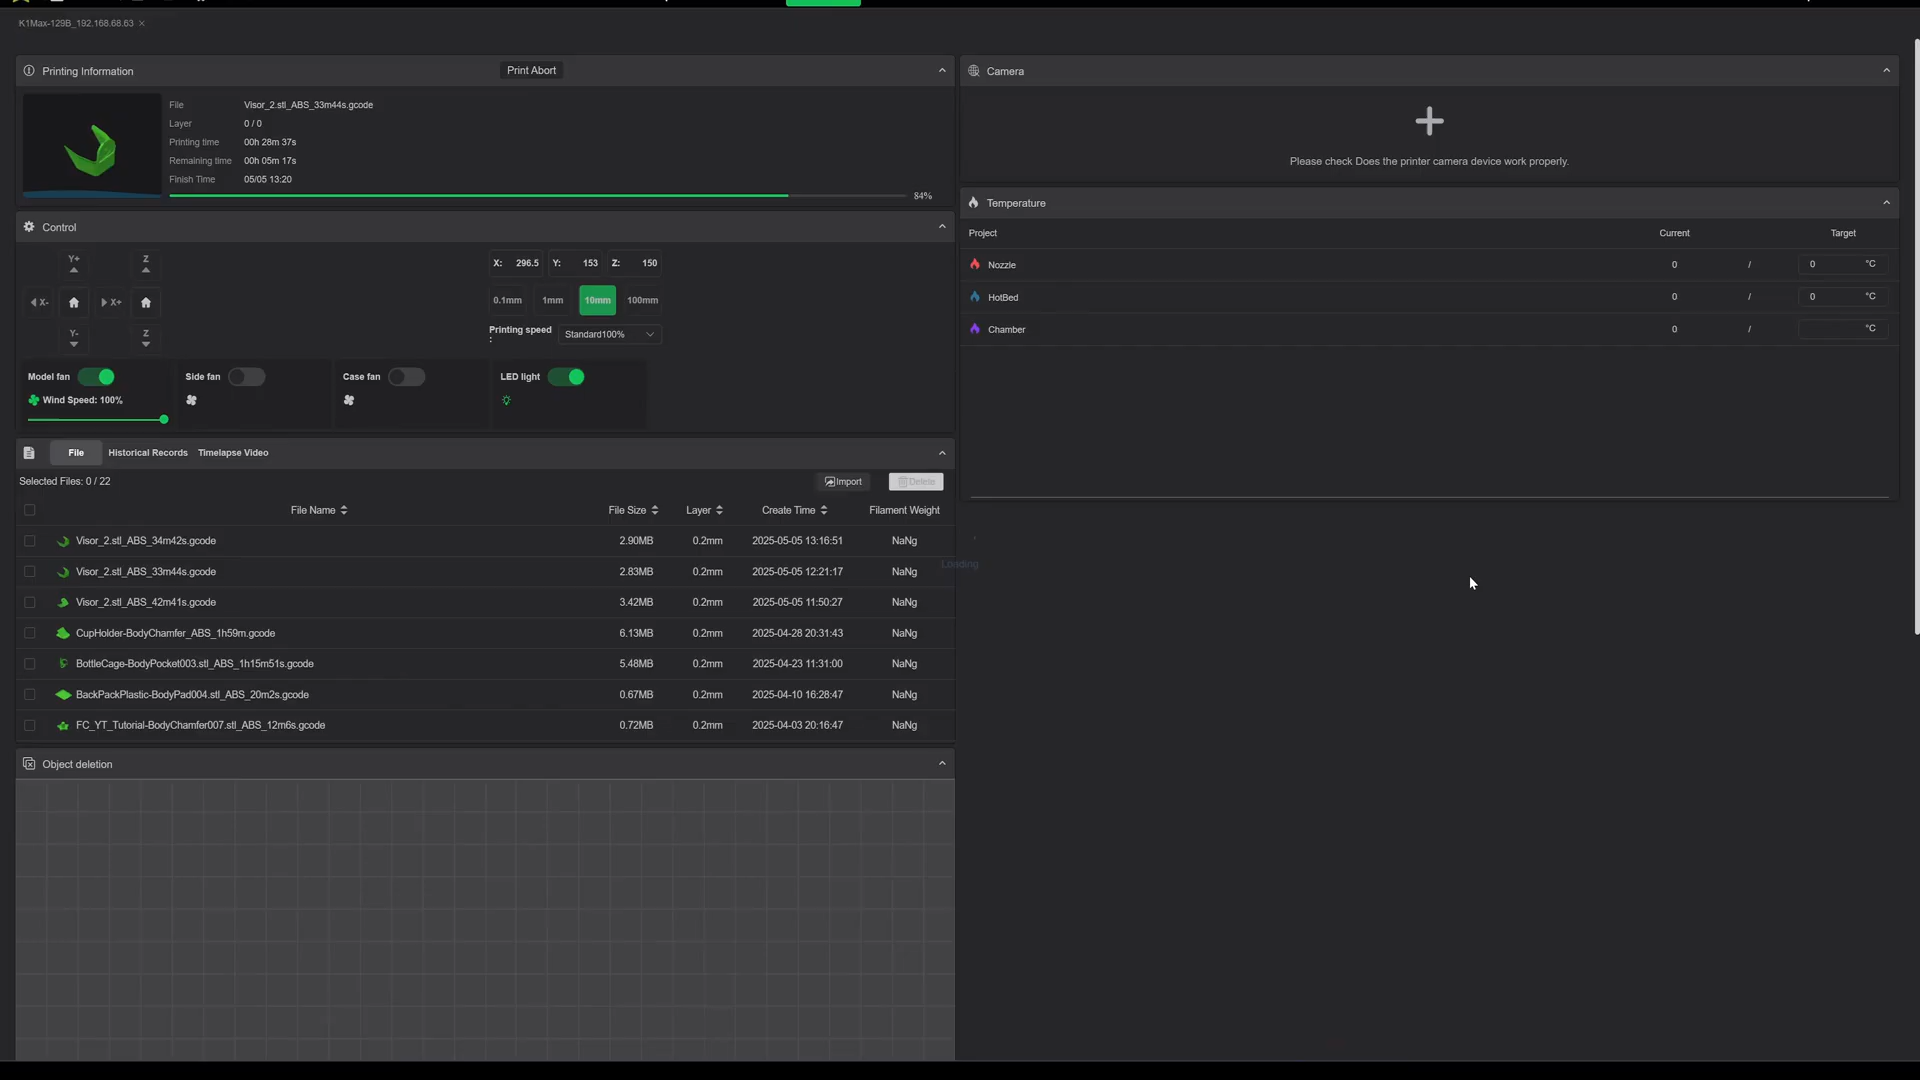 K1Max-129B_192.168.68.63 ×
Printing Information
Print Abort
File Visor_2.stl_ABS_33m44s.gcode
Layer 0 / 0
Printing time 00h 28m 37s
Remaining time 00h 05m 17s
Finish Time 05/05 13:20
84%
Control
Y+ Z
X- X+
Y- Z
X: 296.5 Y: 153 Z: 150
0.1mm 1mm 10mm 100mm
Printing speed : Standard100%
Model fan Side fan Case fan LED light
Wind Speed: 100%
File Historical Records Timelapse Video
Selected Files: 0 / 22 Import Delete
File Name File Size Layer Create Time Filament Weight
Visor_2.stl_ABS_34m42s.gcode 2.90MB 0.2mm 2025-05-05 13:16:51 NaNg
Visor_2.stl_ABS_33m44s.gcode 2.83MB 0.2mm 2025-05-05 12:21:17 NaNg
Visor_2.stl_ABS_42m41s.gcode 3.42MB 0.2mm 2025-05-05 11:50:27 NaNg
CupHolder-BodyChamfer_ABS_1h59m.gcode 6.13MB 0.2mm 2025-04-28 20:31:43 NaNg
BottleCage-BodyPocket003.stl_ABS_1h15m51s.gcode 5.48MB 0.2mm 2025-04-23 11:31:00 NaNg
BackPackPlastic-BodyPad004.stl_ABS_20m2s.gcode 0.67MB 0.2mm 2025-04-10 16:28:47 NaNg
FC_YT_Tutorial-BodyChamfer007.stl_ABS_12m6s.gcode 0.72MB 0.2mm 2025-04-03 20:16:47 NaNg
Object deletion
Camera
Please check Does the printer camera device work properly.
Temperature
Project Current Target
Nozzle 0 / 0 °C
HotBed 0 / 0 °C
Chamber 0 / °C
Loading